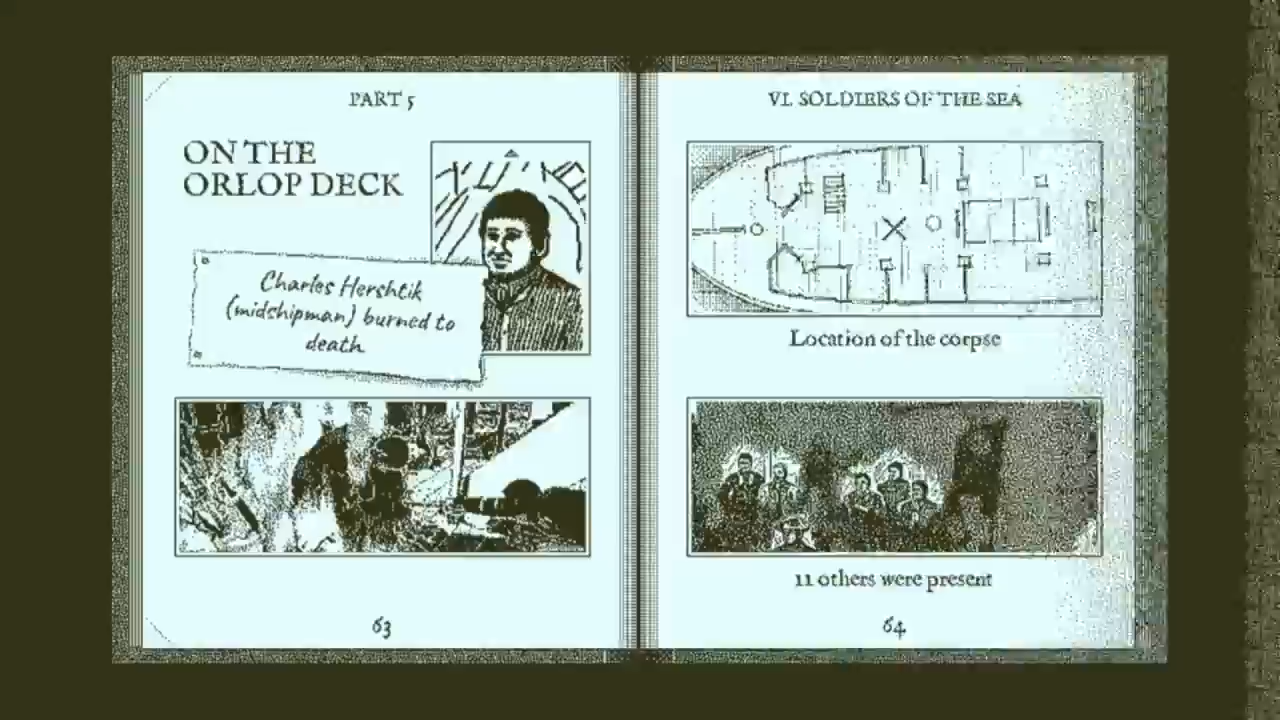 PART 5
ON THE
ORLOP DECK
Charles Hershtik
(midshipman) burned to
death
63
VI. SOLDIERS OF THE SEA
Location of the corpse
11 others were present
64